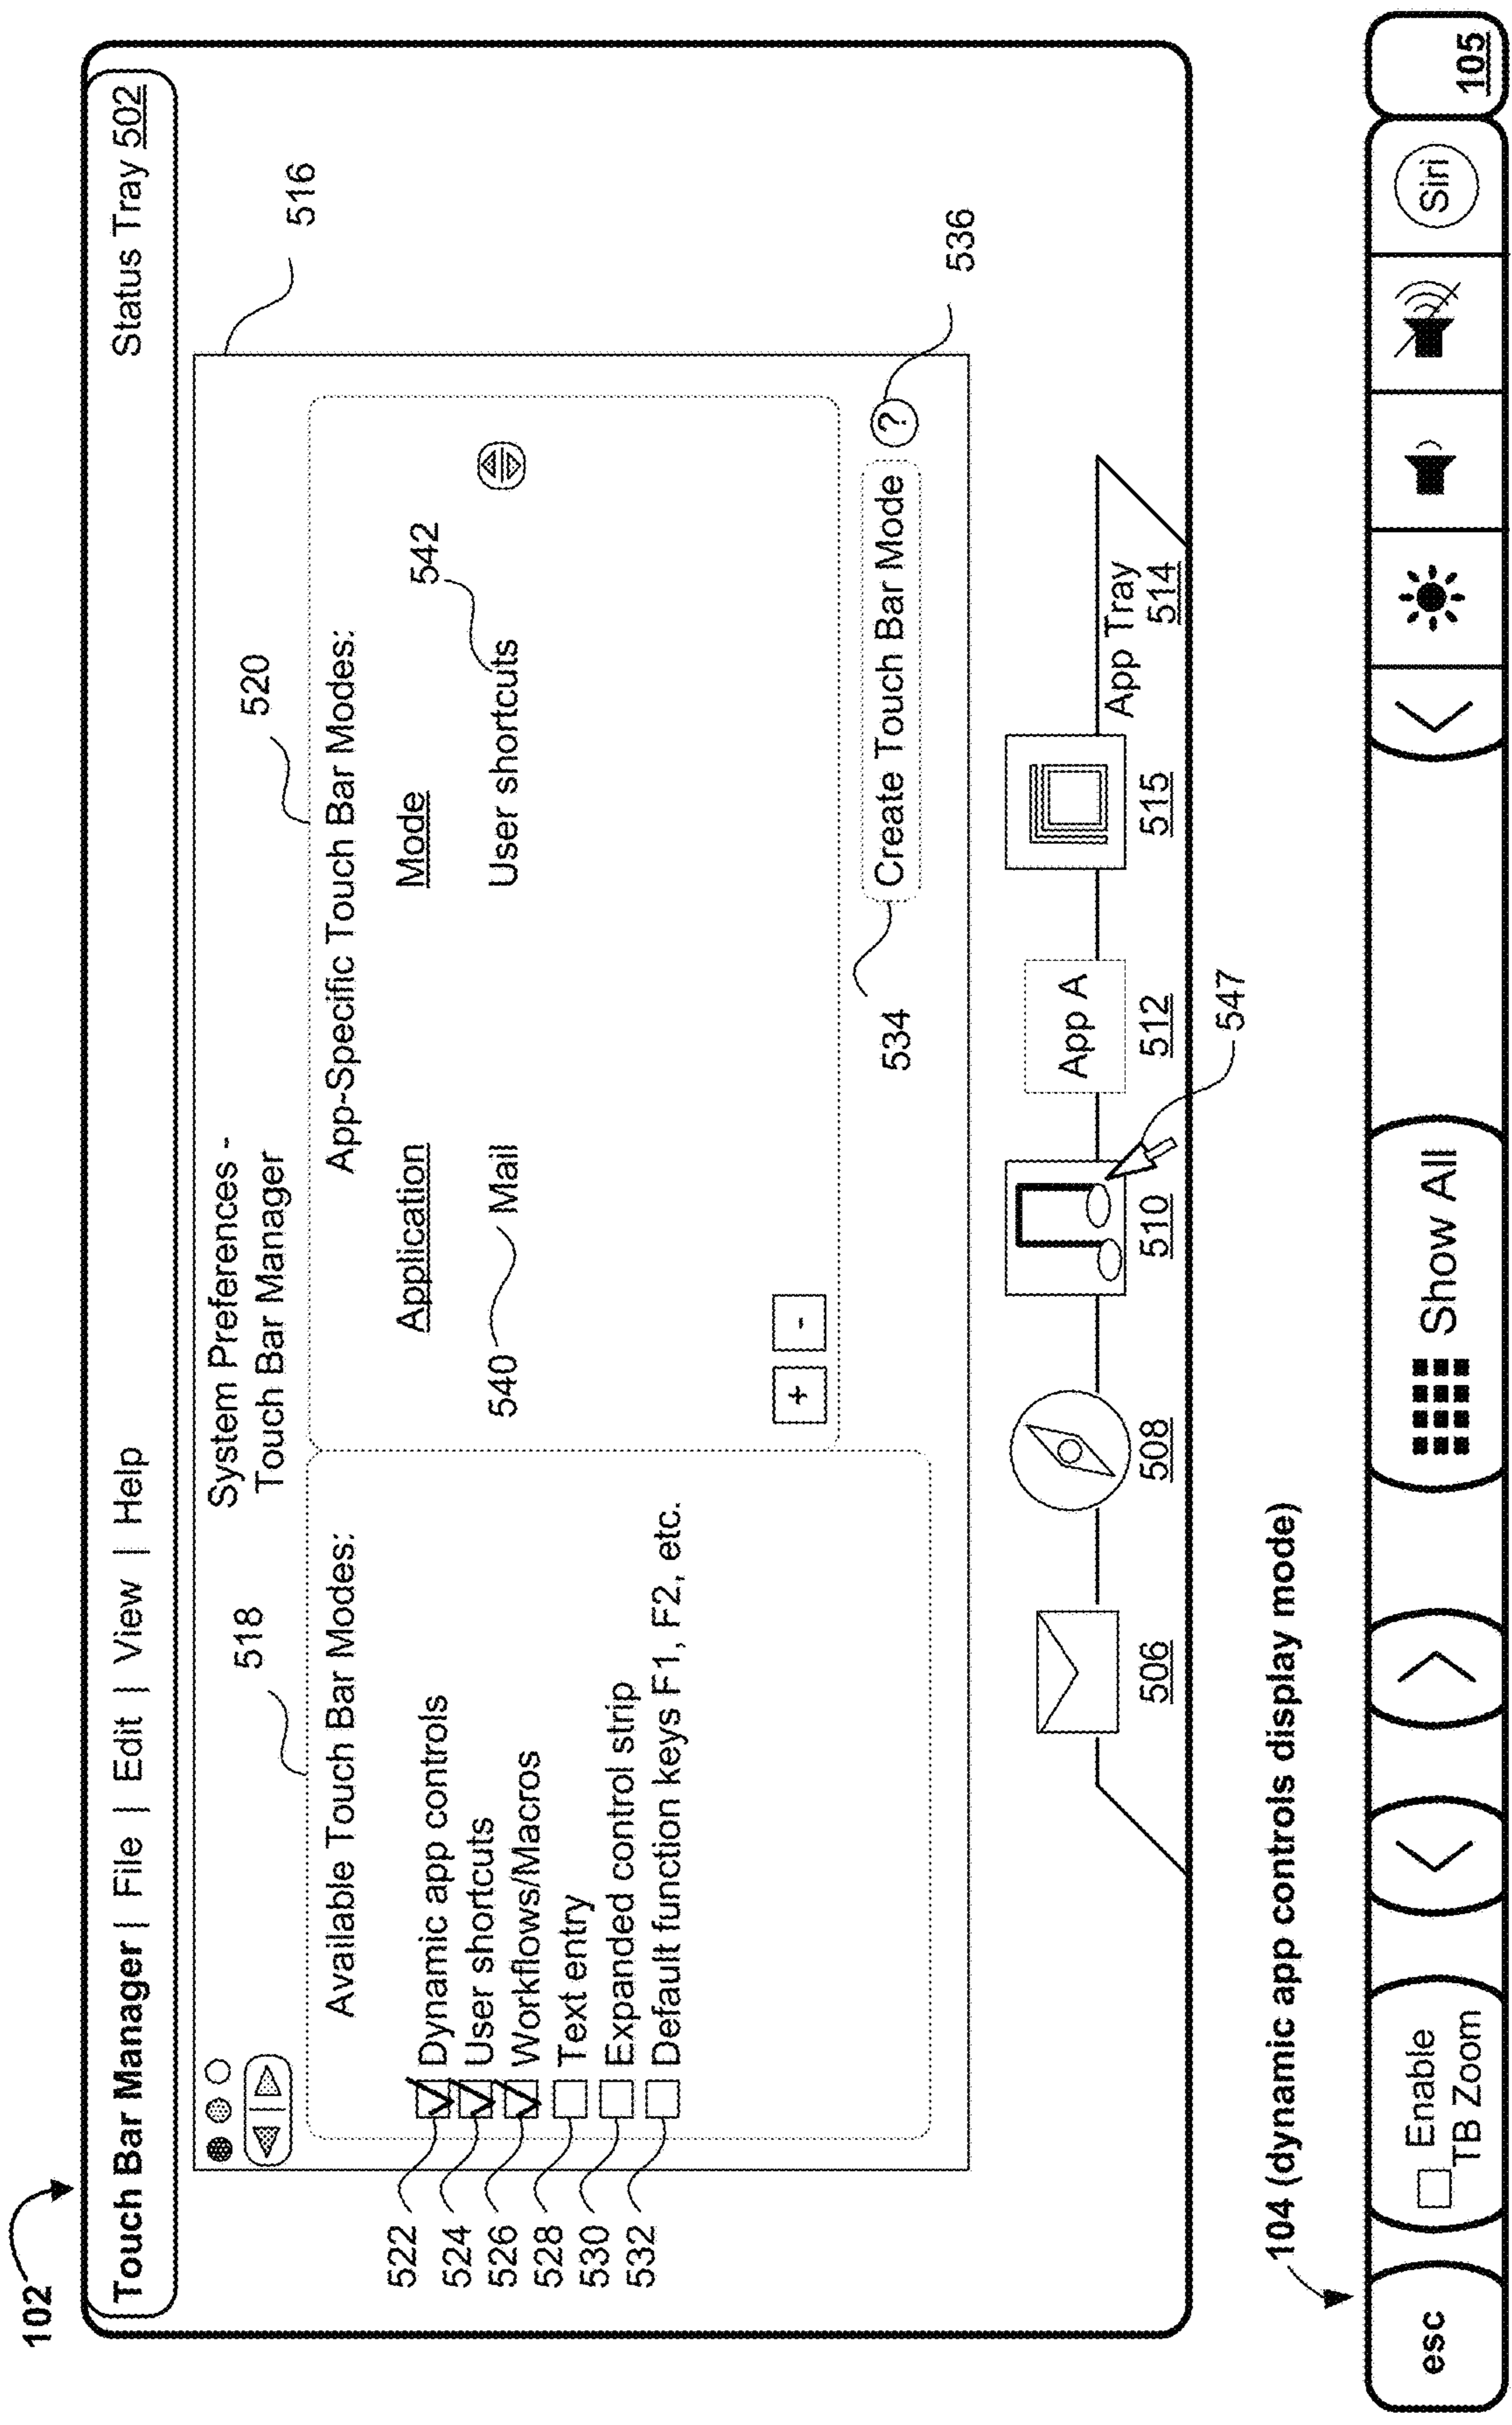 102
Touch Bar Manager | File | Edit | View | Help
Status Tray 502
System Preferences -
Touch Bar Manager
516
518
Available Touch Bar Modes:
522
Dynamic app controls
524
User shortcuts
526
Workflows/Macros
528
Text entry
530
Expanded control strip
532
Default function keys F1, F2, etc.
520
App-Specific Touch Bar Modes:
Application
Mode
540
Mail
User shortcuts
542
+
-
534
Create Touch Bar Mode
?
536
506
508
510
App A
512
515
App Tray
514
547
104 (dynamic app controls display mode)
esc
Enable
TB Zoom
Show All
Siri
105